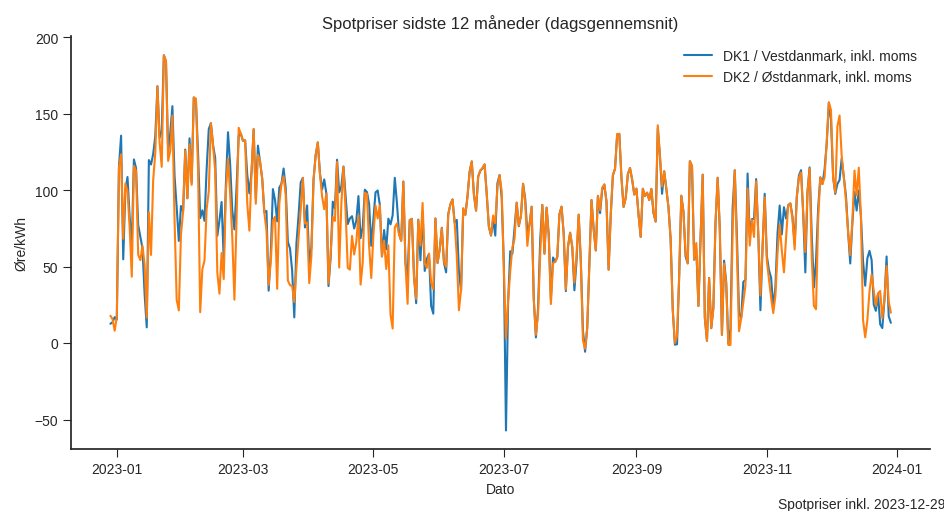 Spotpriser sidste 12 måneder (dagsgennemsnit)
DK1 / Vestdanmark, inkl. moms
DK2 / Østdanmark, inkl. moms
200
150
100
50
0
−50
Øre/kWh
2023-01 2023-03 2023-05 2023-07 2023-09 2023-11 2024-01
Dato
Spotpriser inkl. 2023-12-29